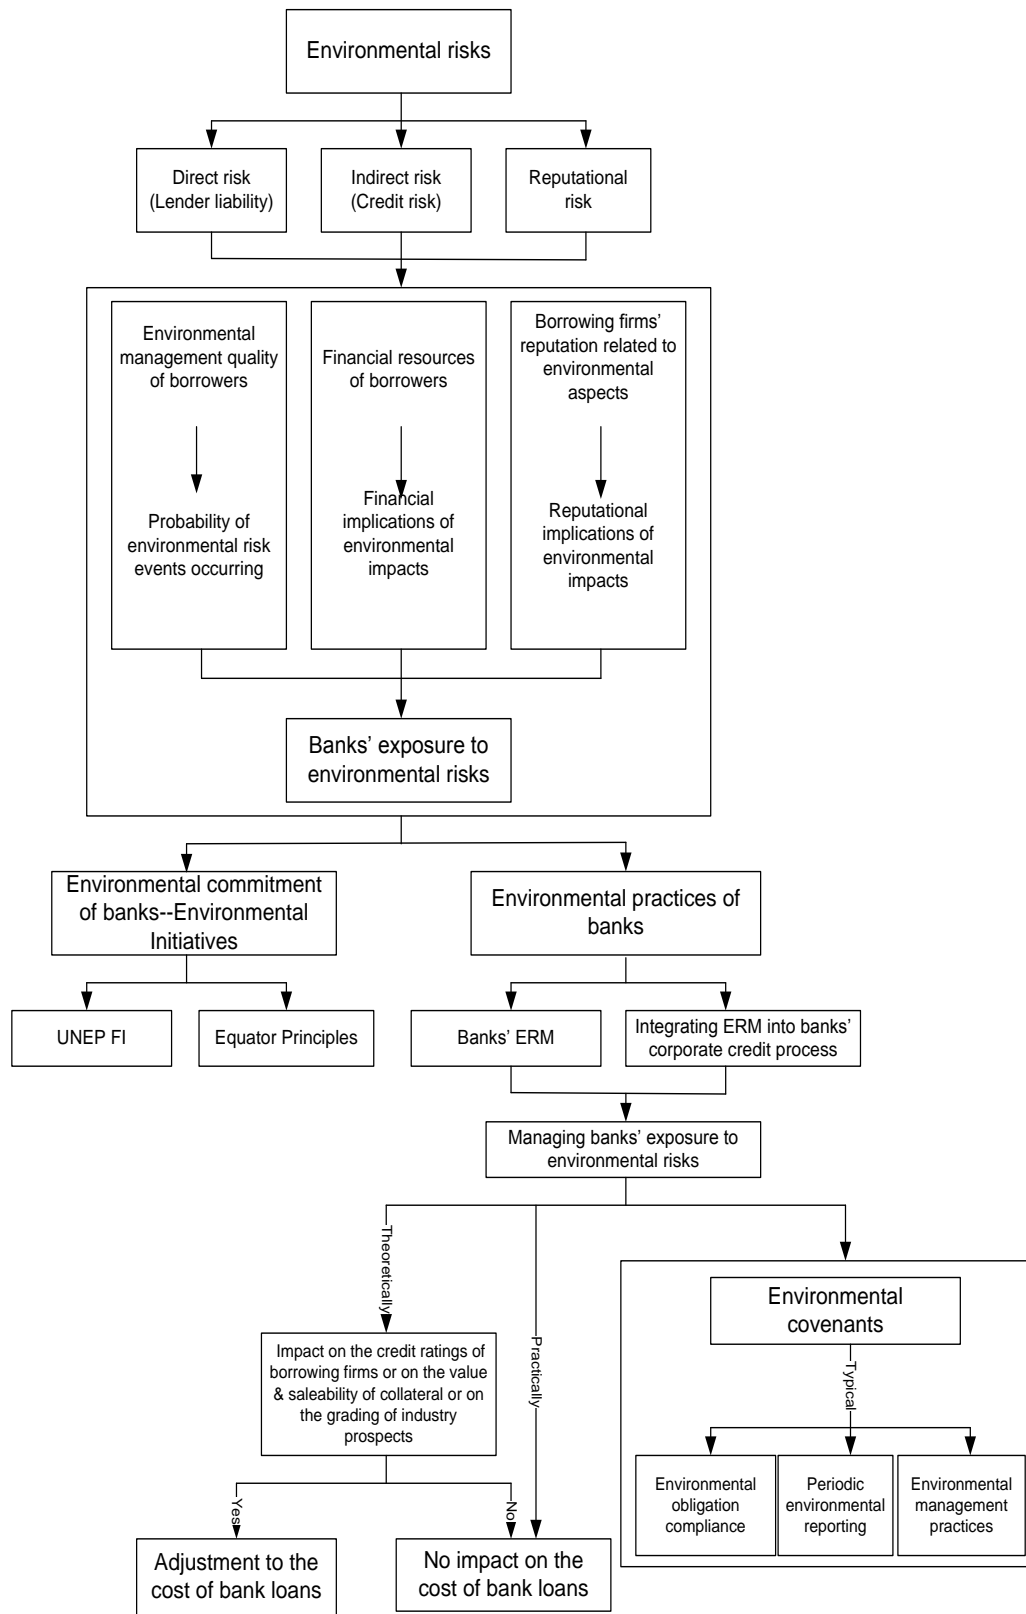 Environmental risks
Direct risk
(Lender liability)
Indirect risk
(Credit risk)
Reputational
risk
Environmental
management quality
of borrowers
Probability of
environmental risk
events occurring
Financial resources
of borrowers
Financial
implications of
environmental
impacts
Borrowing firms’
reputation related to
environmental
aspects
Reputational
implications of
environmental
impacts
Banks’ exposure to
environmental risks
Environmental commitment
of banks--Environmental
Initiatives
Environmental practices of
banks
UNEP FI
Equator Principles
Banks’ ERM
Integrating ERM into banks’
corporate credit process
Managing banks’ exposure to
environmental risks
Theoretically
Practically
Impact on the credit ratings of
borrowing firms or on the value
& saleability of collateral or on
the grading of industry
prospects
Yes
No
Adjustment to the
cost of bank loans
No impact on the
cost of bank loans
Environmental
covenants
Typical
Environmental
obligation
compliance
Periodic
environmental
reporting
Environmental
management
practices